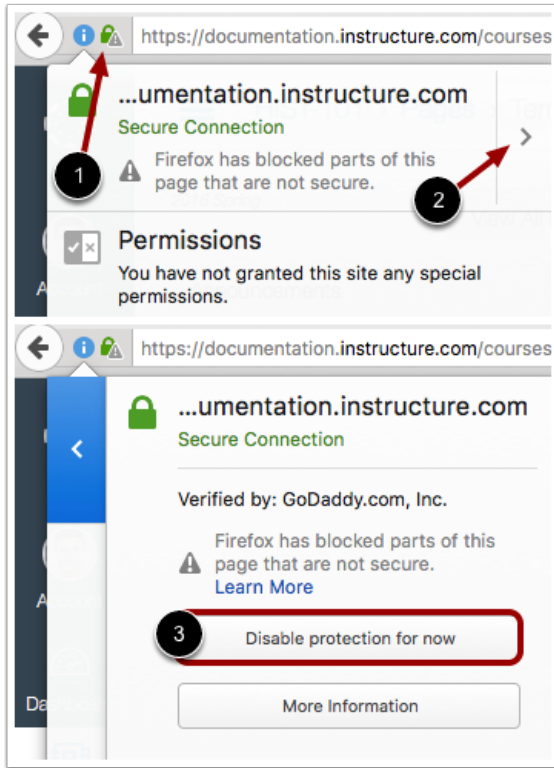 https://documentation.instructure.com/courses
...umentation.instructure.com
Secure Connection
Firefox has blocked parts of this
page that are not secure.
1
2
Permissions
You have not granted this site any special
permissions.
https://documentation.instructure.com/courses
...umentation.instructure.com
Secure Connection
Verified by: GoDaddy.com, Inc.
Firefox has blocked parts of this
page that are not secure.
Learn More
3
Disable protection for now
More Information
Da